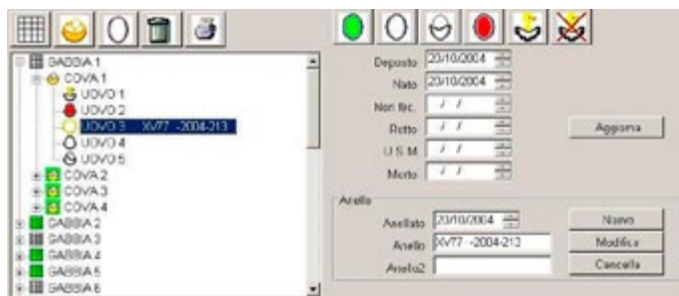 GABBIA 1
COVA 1
UOVO 1
UOVO 2
UOVO 3 XV77 -2004-213
UOVO 4
UOVO 5
COVA 2
COVA 3
COVA 4
GABBIA 2
GABBIA 3
GABBIA 4
GABBIA 5
GABBIA 6
Deposto 20/10/2004
Nato 20/10/2004
Non fec. / /
Rotto / /
U S M / /
Morto / /
Aggiorna
Anello
Anellato 20/10/2004
Nuovo
Anello XV77 -2004-213
Modifica
Anello2
Cancella